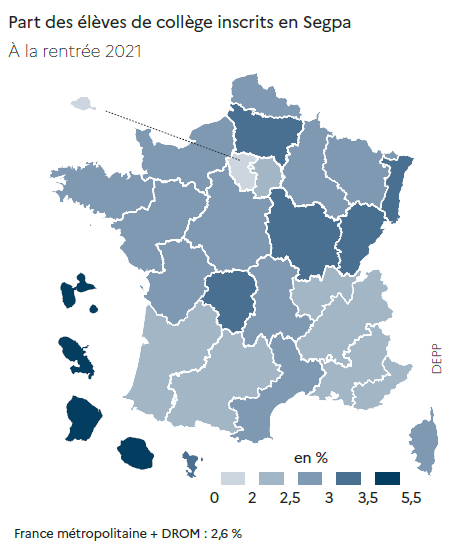 Part des élèves de collège inscrits en Segpa
À la rentrée 2021
DEPP
en %
0 2 2,5 3 3,5 5,5
France métropolitaine + DROM : 2,6 %